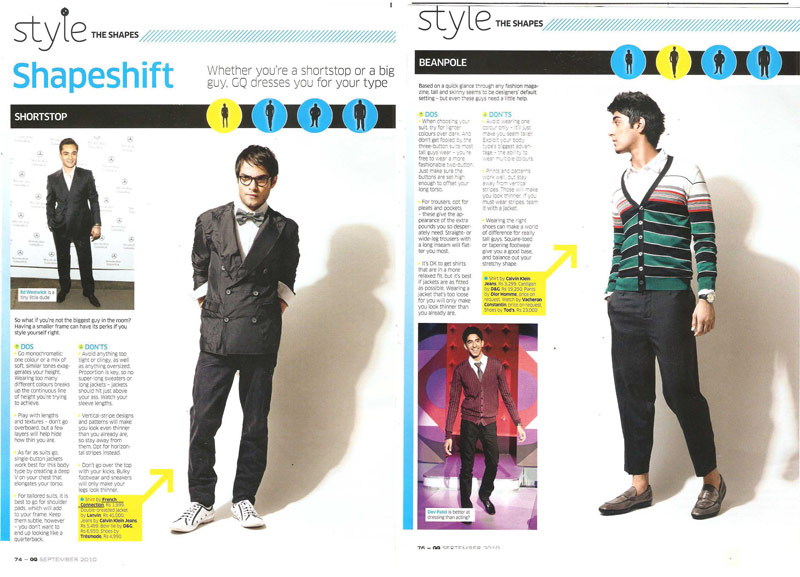 style THE SHAPES
Shapeshift
Whether you're a shortstop or a big
guy, GQ dresses you for your type
SHORTSTOP
Ed Westwick is a
tiny little dude
So what if you're not the biggest guy in the room?
Having a smaller frame can have its perks if you
style yourself right.
DOS
Go monochromatic:
one colour or a mix of
soft, similar tones exag-
gerates your height.
Wearing too many
different colours breaks
up the continuous line
of height you're trying
to achieve.
Play with lengths
and textures – don't go
overboard, but a few
layers will help hide
how thin you are.
As far as suits go,
single-button jackets
work best for this body
type by creating a deep
V on your chest that
elongates your torso.
For tailored suits, it is
best to go for shoulder
pads, which will add
to your frame. Keep
them subtle, however
– you don't want to
end up looking like a
quarterback.
DON'TS
Avoid anything too
tight or clingy, as well
as anything oversized.
Proportion is key, so no
super-long sweaters or
long jackets – jackets
should hit just above
your ass. Watch your
sleeve lengths.
Vertical-stripe designs
and patterns will make
you look even thinner
than you already are,
so stay away from
them. Opt for horizon-
tal stripes instead.
Don't go over the top
with your kicks. Bulky
footwear and sneakers
will only make your
legs look thinner.
Shirt by French
Connection, Rs 1,899.
Double-breasted jacket
by Lanvin, Rs 41,000.
Jeans by Calvin Klein Jeans,
Rs 5,499. Bow tie by D&G,
Rs 6,950. Shoes by
Tresmode, Rs 4,990
74 – GQ SEPTEMBER 2010
style THE SHAPES
BEANPOLE
Based on a quick glance through any fashion maga-
zine, tall and skinny seems to be designers' default
setting – but even these guys need a little help.
DOS
When choosing your
suit, try for lighter
colours over dark. And
don't get fooled by the
three-button suits most
tall guys wear – you're
free to wear a more
fashionable two-button.
Just make sure the
buttons are set high
enough to offset your
long torso.
For trousers, opt for
pleats and pockets
– these give the ap-
pearance of the extra
pounds you so desper-
ately need. Straight- or
wide-leg trousers with
a long inseam will flat-
ter you most.
It's OK to get shirts
that are in a more
relaxed fit, but it's best
if jackets are as fitted
as possible. Wearing a
jacket that's too loose
for you will only make
you look thinner than
you already are.
DON'TS
Avoid wearing one
colour only – it'll just
make you seem taller.
Exploit your body
type's biggest advan-
tage – the ability to
wear multiple colours.
Prints and patterns
work well, but stay
away from vertical
stripes. Those will make
you look thinner. If you
must wear stripes, team
it with a jacket.
Wearing the right
shoes can make a world
of difference for really
tall guys. Square-toed
or tapering footwear
give you a good base,
and balance out your
stretchy shape.
Shirt by Calvin Klein
Jeans, Rs 3,299. Cardigan
by D&G, Rs 39,250. Pants
by Dior Homme, price on
request. Watch by Vacheron
Constantin, price on request.
Shoes by Tod's, Rs 23,000
Dev Patel is better at
dressing than acting?
76 – GQ SEPTEMBER 2010